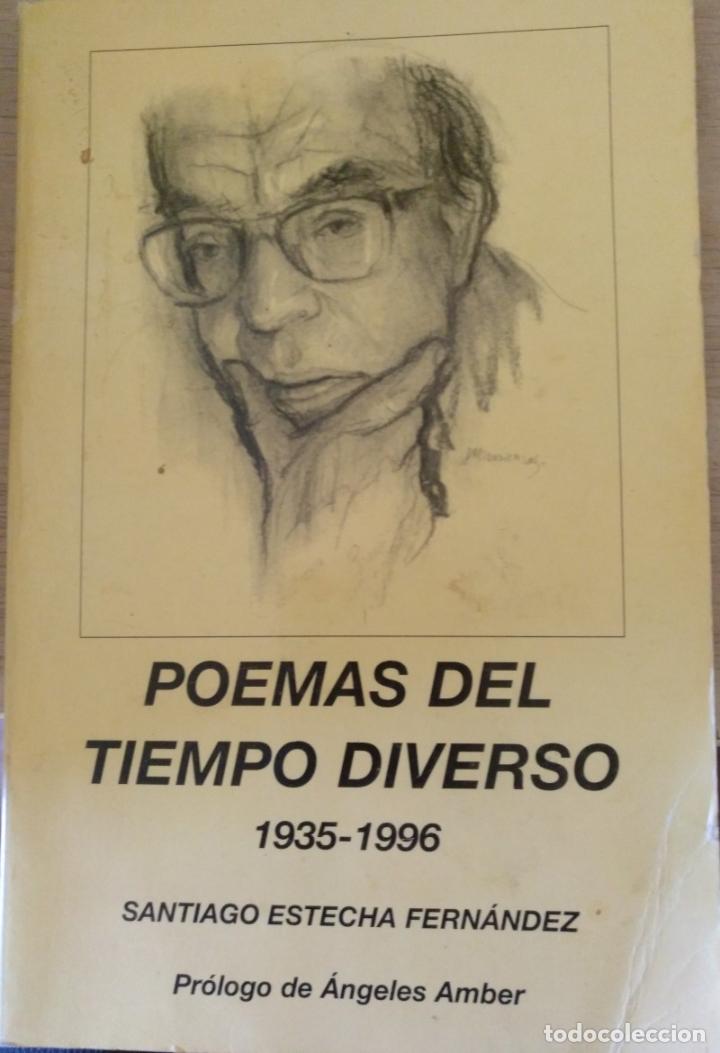 POEMAS DEL
TIEMPO DIVERSO
1935-1996
SANTIAGO ESTECHA FERNÁNDEZ
Prólogo de Ángeles Amber
todocoleccion